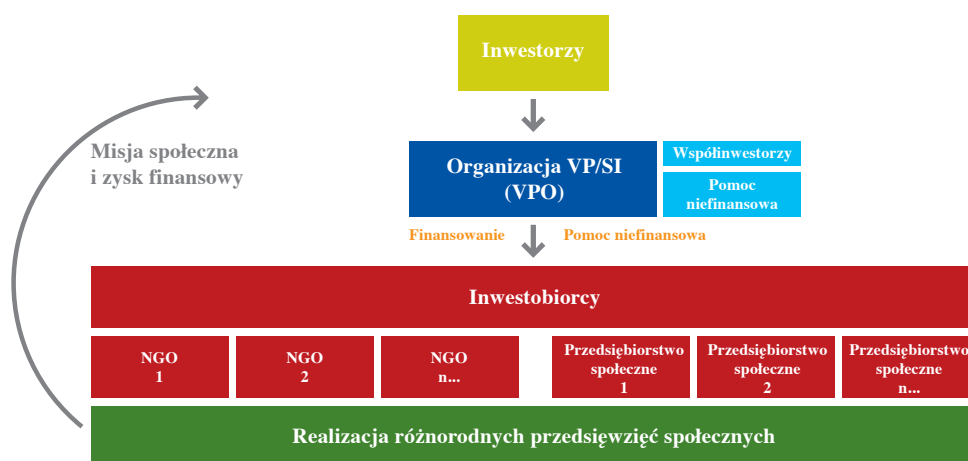 Inwestorzy
Misja społeczna
i zysk finansowy
Organizacja VP/SI
(VPO)
Współinwestorzy
Pomoc
niefinansowa
Finansowanie
Pomoc niefinansowa
Inwestobiorcy
NGO
1
NGO
2
NGO
n...
Przedsiębiorstwo
społeczne
1
Przedsiębiorstwo
społeczne
2
Przedsiębiorstwo
społeczne
n...
Realizacja różnorodnych przedsięwzięć społecznych